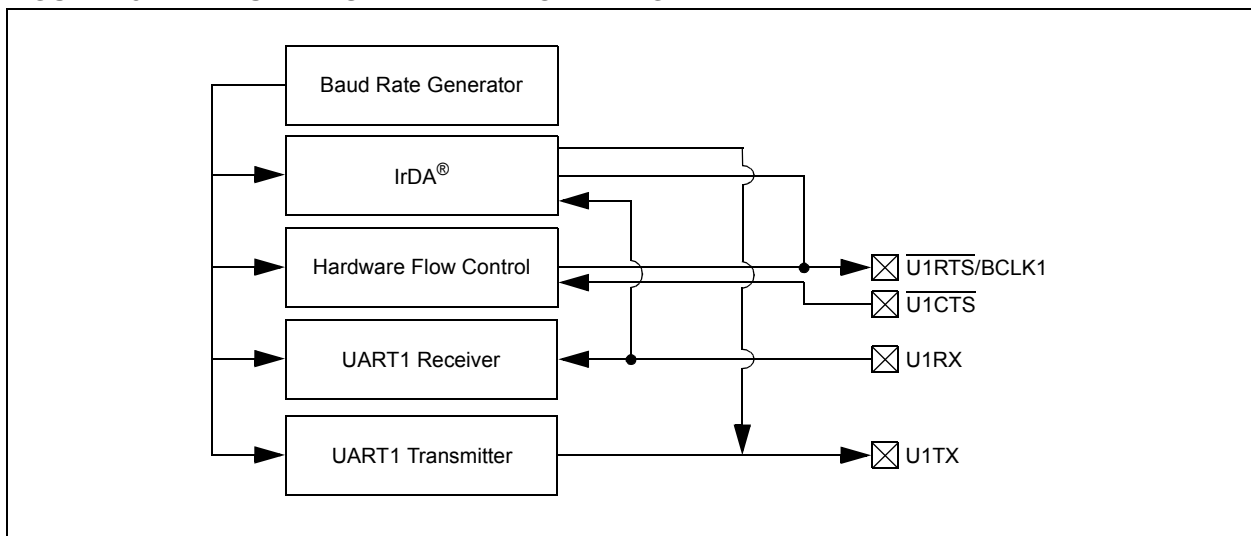 Baud Rate Generator
IrDA®
Hardware Flow Control
U1RTS/BCLK1
U1CTS
UART1 Receiver
U1RX
UART1 Transmitter
U1TX